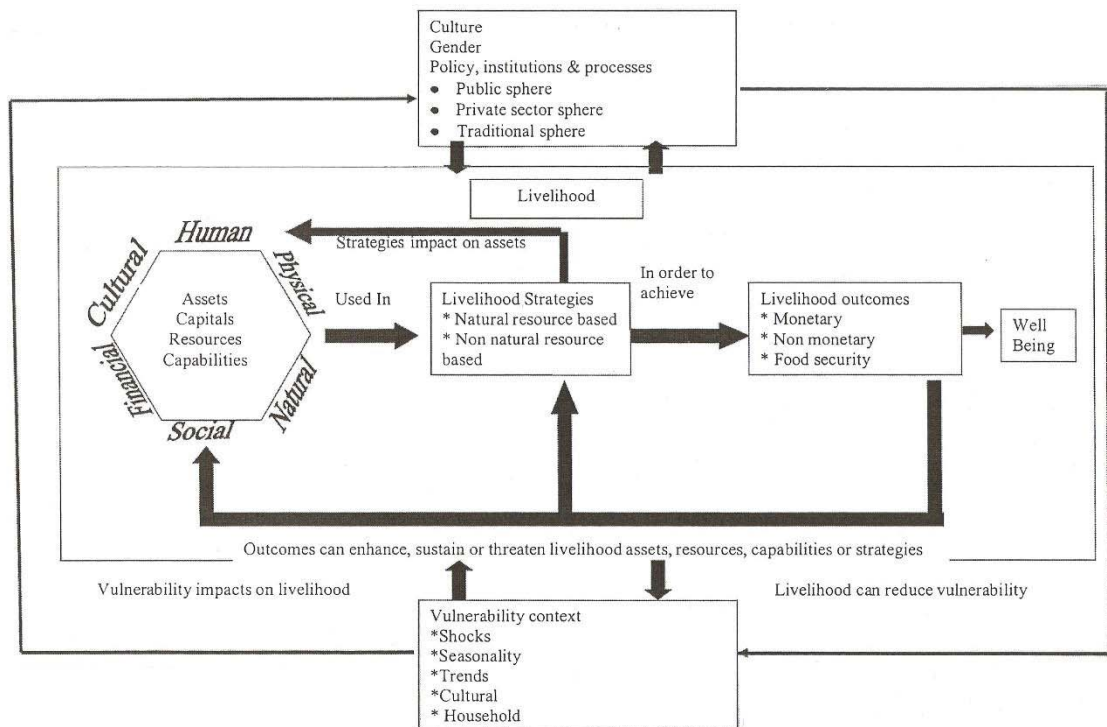 Culture
Gender
Policy, institutions & processes
● Public sphere
● Private sector sphere
● Traditional sphere
Livelihood
Strategies impact on assets
Human
Cultural
Physical
Financial
Natural
Social
Assets
Capitals
Resources
Capabilities
Used In
Livelihood Strategies
* Natural resource based
* Non natural resource
based
In order to
achieve
Livelihood outcomes
* Monetary
* Non monetary
* Food security
Well
Being
Outcomes can enhance, sustain or threaten livelihood assets, resources, capabilities or strategies
Vulnerability impacts on livelihood
Livelihood can reduce vulnerability
Vulnerability context
*Shocks
*Seasonality
*Trends
*Cultural
* Household